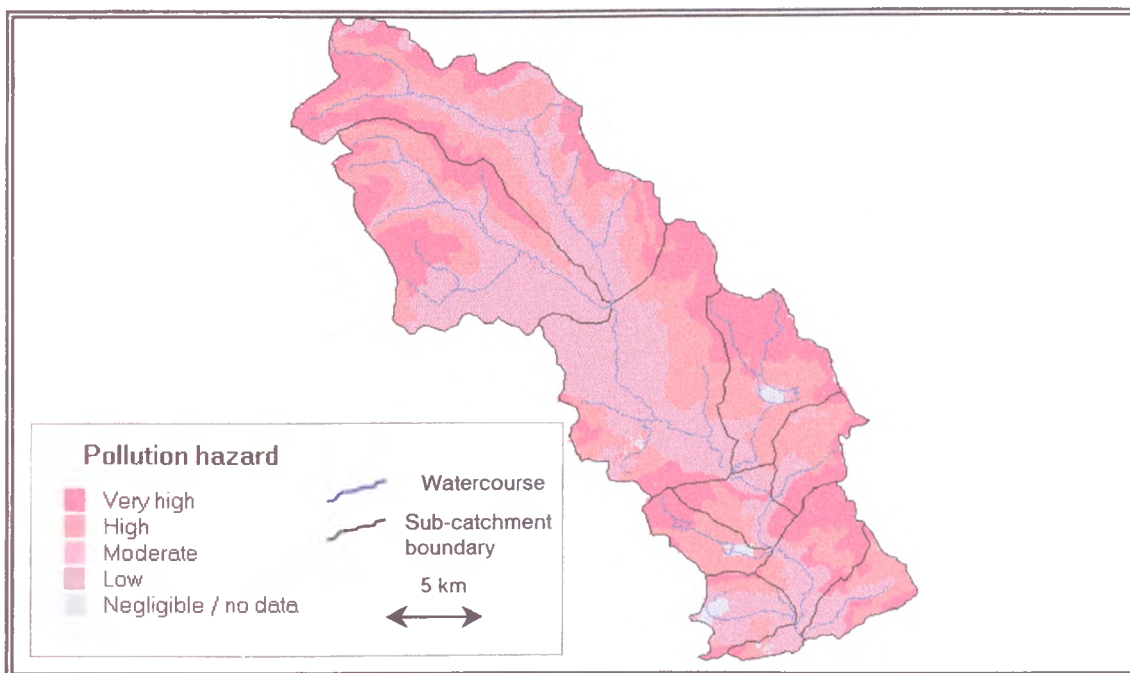 Pollution hazard
Very high
High
Moderate
Low
Negligible / no data
Watercourse
Sub-catchment
boundary
5 km